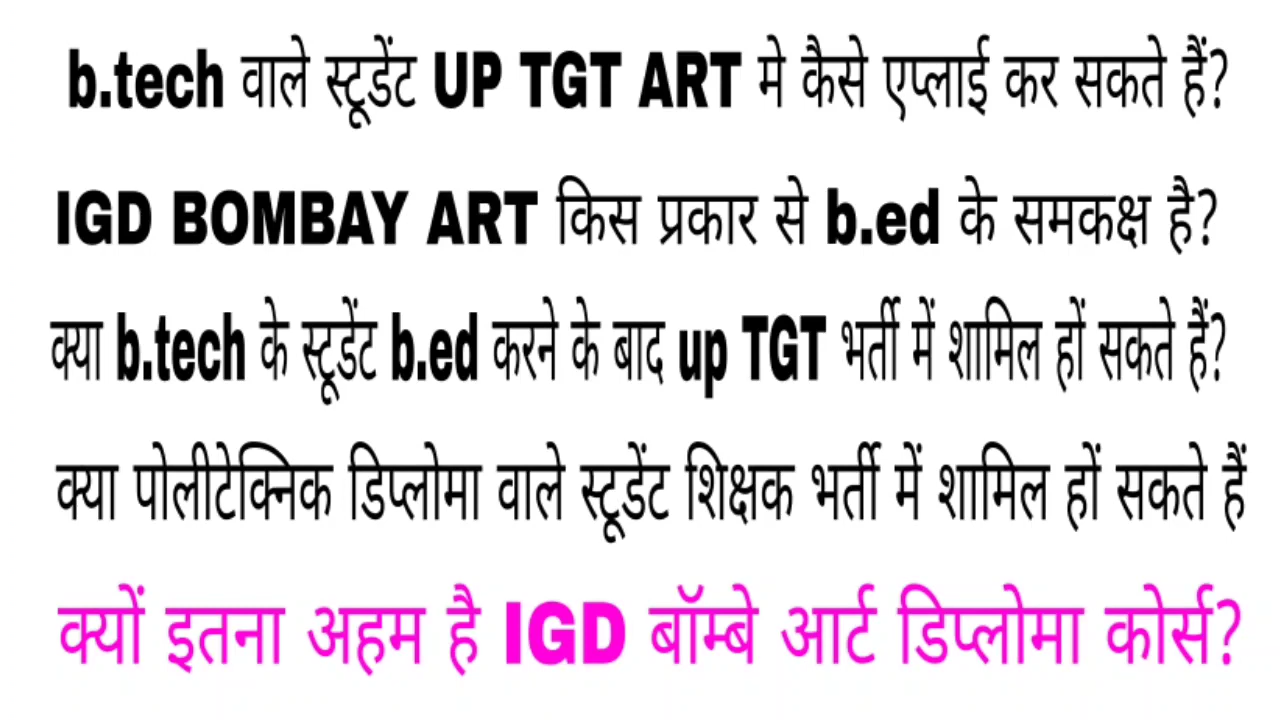 b.tech वाले स्टूडेंट UP TGT ART मे कैसे एप्लाई कर सकते हैं?
IGD BOMBAY ART किस प्रकार से b.ed के समकक्ष है?
क्या b.tech के स्टूडेंट b.ed करने के बाद up TGT भर्ती में शामिल हों सकते हैं?
क्या पोलीटेक्निक डिप्लोमा वाले स्टूडेंट शिक्षक भर्ती में शामिल हों सकते हैं
क्यों इतना अहम है IGD बॉम्बे आर्ट डिप्लोमा कोर्स?